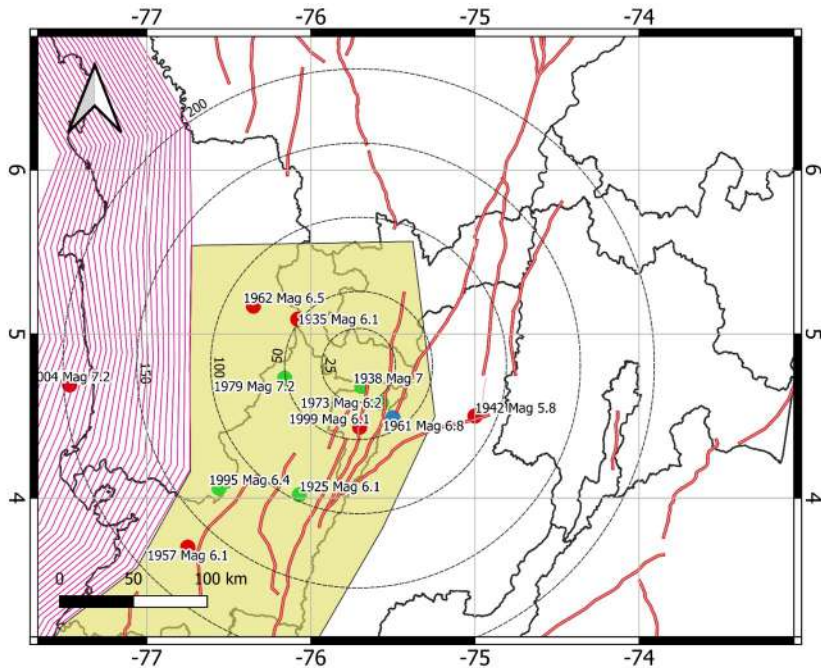 -77 -76 -75 -74
200
6 6
1962 Mag 6.5
1935 Mag 6.1
5 5
150 100 50 25
004 Mag 7.2
1979 Mag 7.2
1938 Mag 7
1973 Mag 6.2
1942 Mag 5.8
1999 Mag 6.1
1961 Mag 6.8
1995 Mag 6.4
1925 Mag 6.1
4 4
1957 Mag 6.1
0 50 100 km
-77 -76 -75 -74